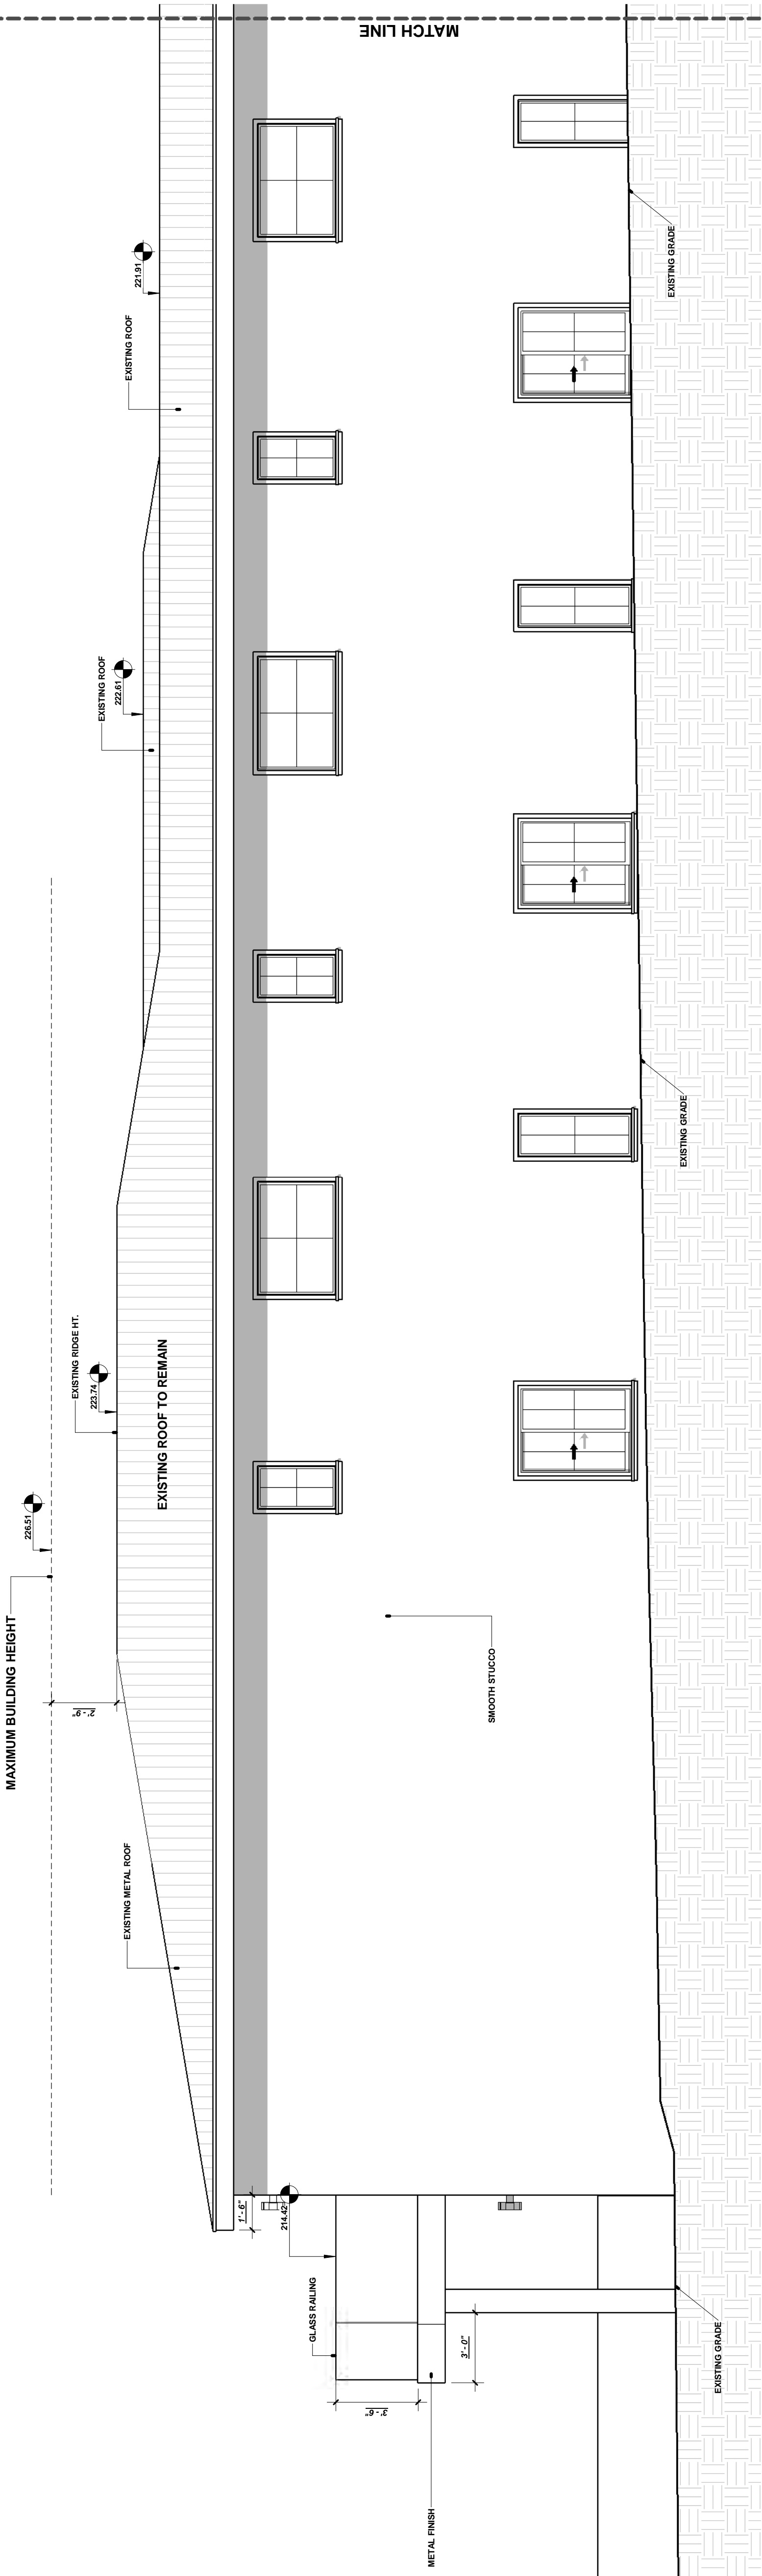 MATCH LINE
221.91
EXISTING ROOF
EXISTING GRADE
EXISTING ROOF
222.61
EXISTING GRADE
EXISTING RIDGE HT.
223.74
EXISTING ROOF TO REMAIN
226.51
MAXIMUM BUILDING HEIGHT
2' - 9"
SMOOTH STUCCO
EXISTING METAL ROOF
1' - 6"
214.42
GLASS RAILING
3' - 0"
3' - 6"
EXISTING GRADE
METAL FINISH